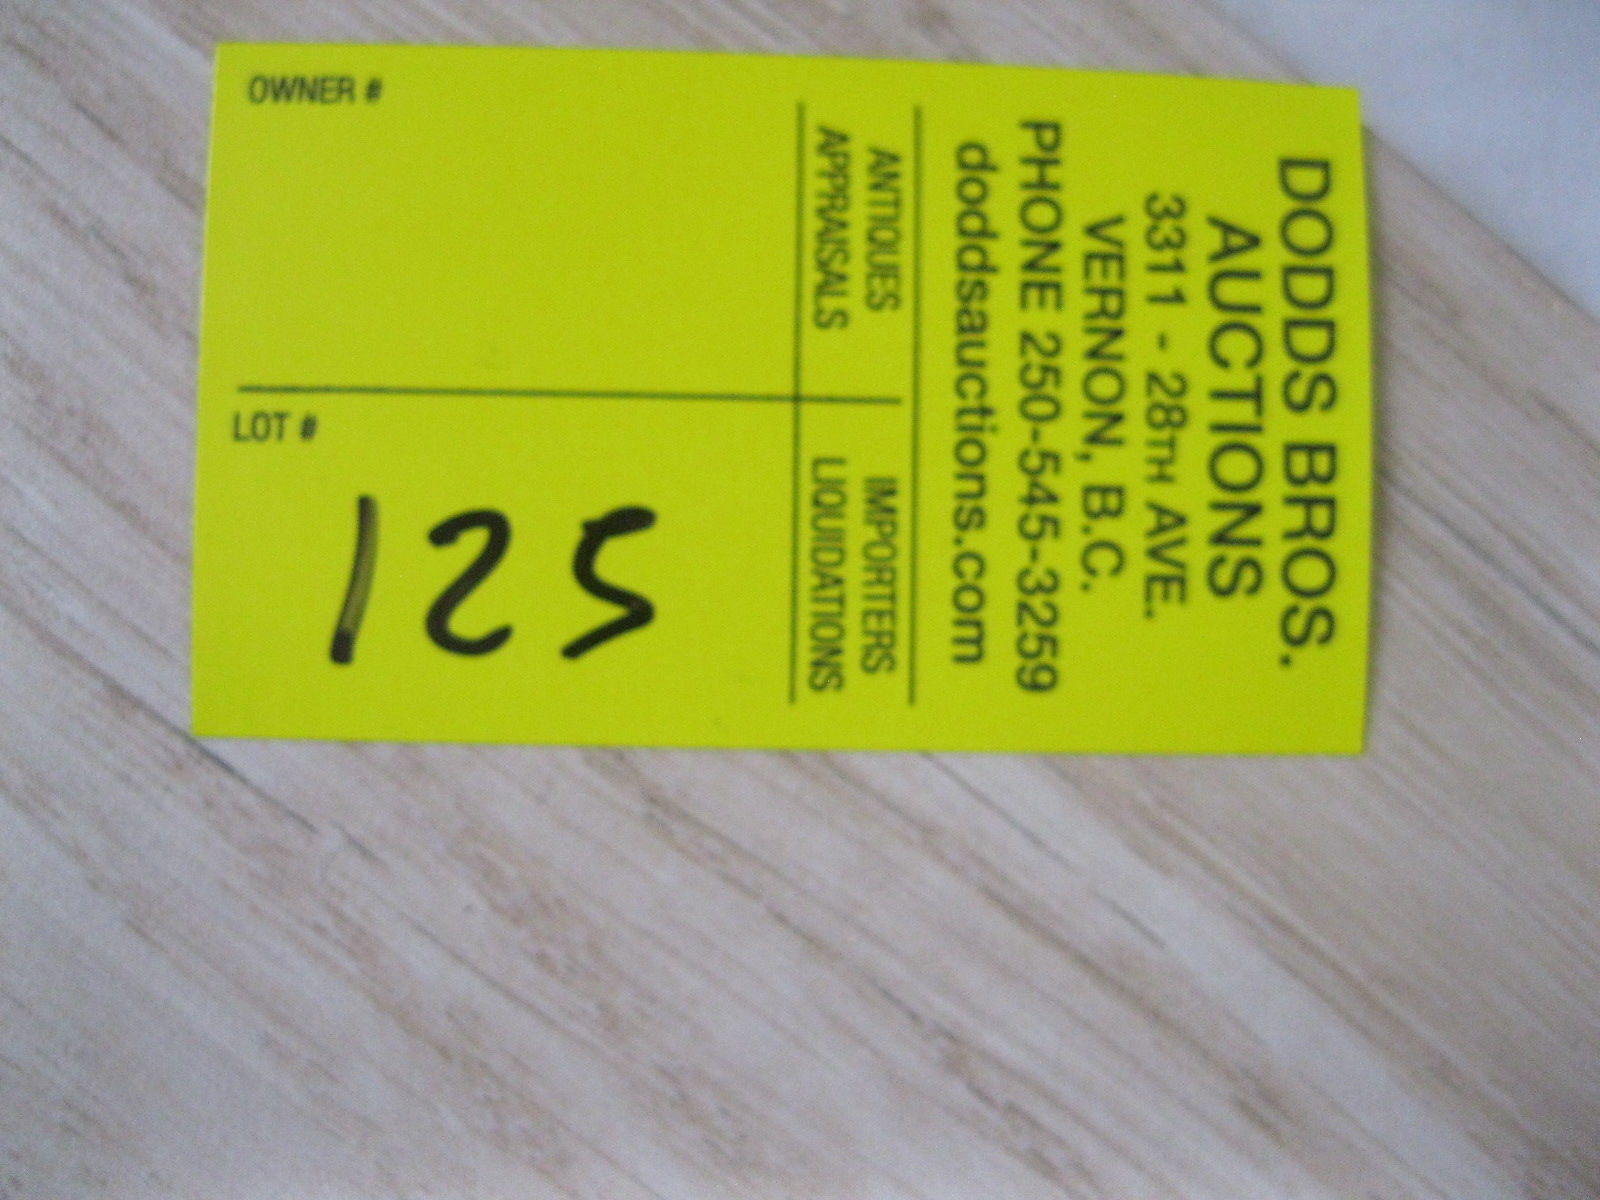 DODDS BROS.
AUCTIONS
3311 - 28TH AVE.
VERNON, B.C.
PHONE 250-545-3259
doddsauctions.com
ANTIQUES
APPRAISALS
IMPORTERS
LIQUIDATIONS
OWNER #
LOT #
125